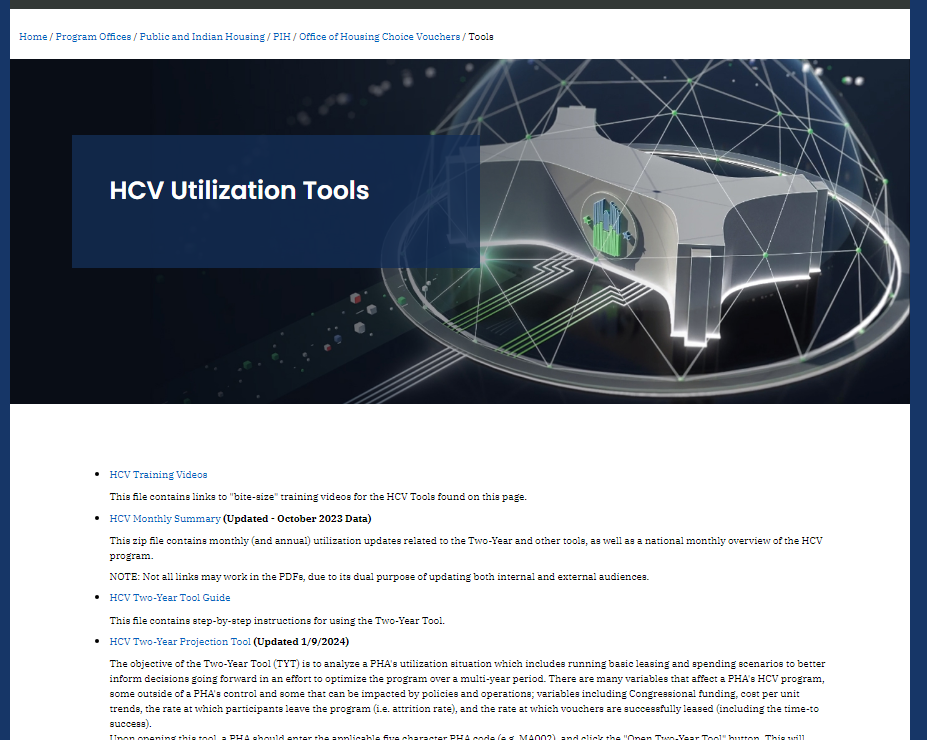 Home / Program Offices / Public and Indian Housing / PIH / Office of Housing Choice Vouchers / Tools
HCV Utilization Tools
HCV Training Videos
This file contains links to "bite-size" training videos for the HCV Tools found on this page.
HCV Monthly Summary (Updated - October 2023 Data)
This zip file contains monthly (and annual) utilization updates related to the Two-Year and other tools, as well as a national monthly overview of the HCV
program.
NOTE: Not all links may work in the PDFs, due to its dual purpose of updating both internal and external audiences.
HCV Two-Year Tool Guide
This file contains step-by-step instructions for using the Two-Year Tool.
HCV Two-Year Projection Tool (Updated 1/9/2024)
The objective of the Two-Year Tool (TYT) is to analyze a PHA's utilization situation which includes running basic leasing and spending scenarios to better
inform decisions going forward in an effort to optimize the program over a multi-year period. There are many variables that affect a PHA's HCV program,
some outside of a PHA's control and some that can be impacted by policies and operations; variables including Congressional funding, cost per unit
trends, the rate at which participants leave the program (i.e. attrition rate), and the rate at which vouchers are successfully leased (including the time-to
success).
Upon opening this tool, a PHA should enter the applicable five character PHA code (e.g. MA002), and click the "Open Two-Year Tool" button. This will